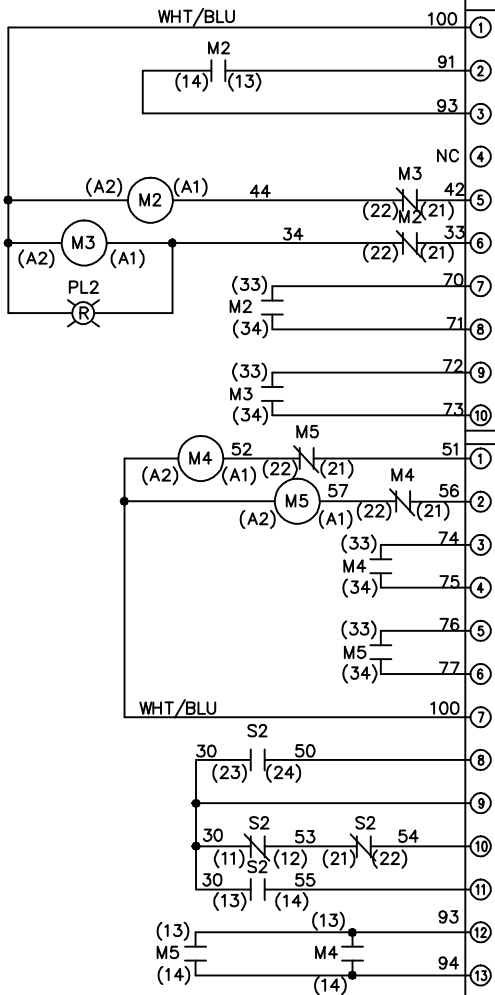 WHT/BLU 100 1
M2
(14) (13) 91 2
93 3
NC 4
(A2) M2 (A1) 44 M3 (22) (21) 42 5
(A2) M3 (A1) 34 M2 (22) (21) 33 6
PL2
R
(33) 70 7
M2
(34) 71 8
(33) 72 9
M3
(34) 73 10
(A2) M4 (A1) 52 M5 (22) (21) 51 1
(A2) M5 (A1) 57 M4 (22) (21) 56 2
(33) 74 3
M4
(34) 75 4
(33) 76 5
M5
(34) 77 6
WHT/BLU 100 7
S2
30 (23) (24) 50 8
9
S2 S2
30 (11) (12) 53 (21) (22) 54 10
S2
30 (13) (14) 55 11
(13) (13) 93 12
M5 M4
(14) (14) 94 13